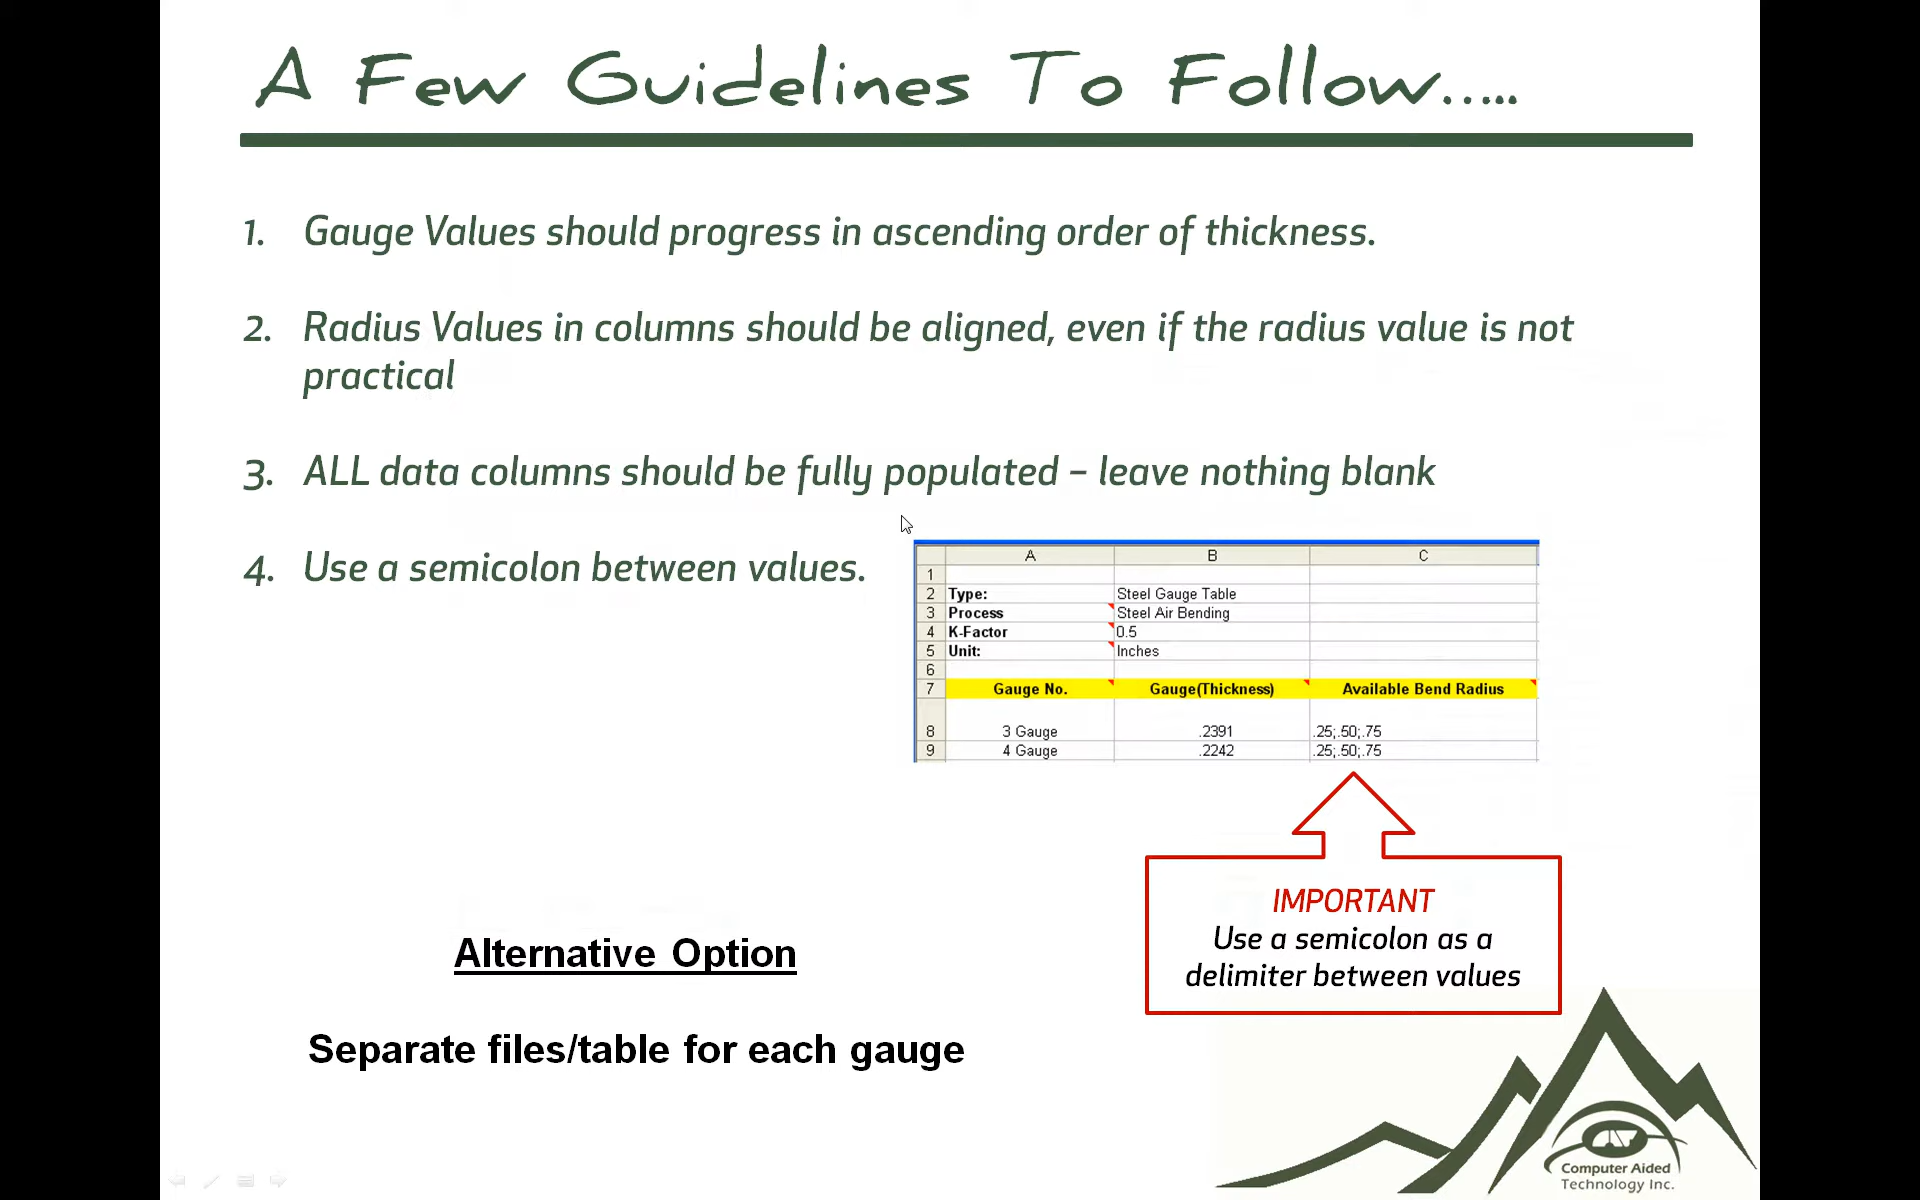 A Few Guidelines To Follow.....
1. Gauge Values should progress in ascending order of thickness.
2. Radius Values in columns should be aligned, even if the radius value is not
practical
3. ALL data columns should be fully populated – leave nothing blank
4. Use a semicolon between values.
A B C
1
2 Type: Steel Gauge Table
3 Process Steel Air Bending
4 K-Factor 0.5
5 Unit: Inches
6
7 Gauge No. Gauge(Thickness) Available Bend Radius
8 3 Gauge .2391 .25;.50;.75
9 4 Gauge .2242 .25;.50;.75
IMPORTANT
Use a semicolon as a
delimiter between values
Alternative Option
Separate files/table for each gauge
Computer Aided
Technology Inc.